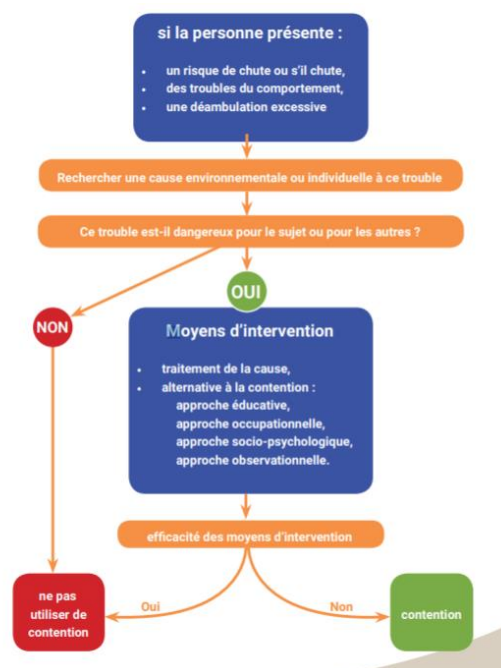 si la personne présente :
• un risque de chute ou s'il chute,
• des troubles du comportement,
• une déambulation excessive
Rechercher une cause environnementale ou individuelle à ce trouble
Ce trouble est-il dangereux pour le sujet ou pour les autres ?
OUI
NON
Moyens d'intervention
• traitement de la cause,
• alternative à la contention :
approche éducative,
approche occupationnelle,
approche socio-psychologique,
approche observationnelle.
efficacité des moyens d'intervention
Oui
Non
ne pas
utiliser de
contention
contention